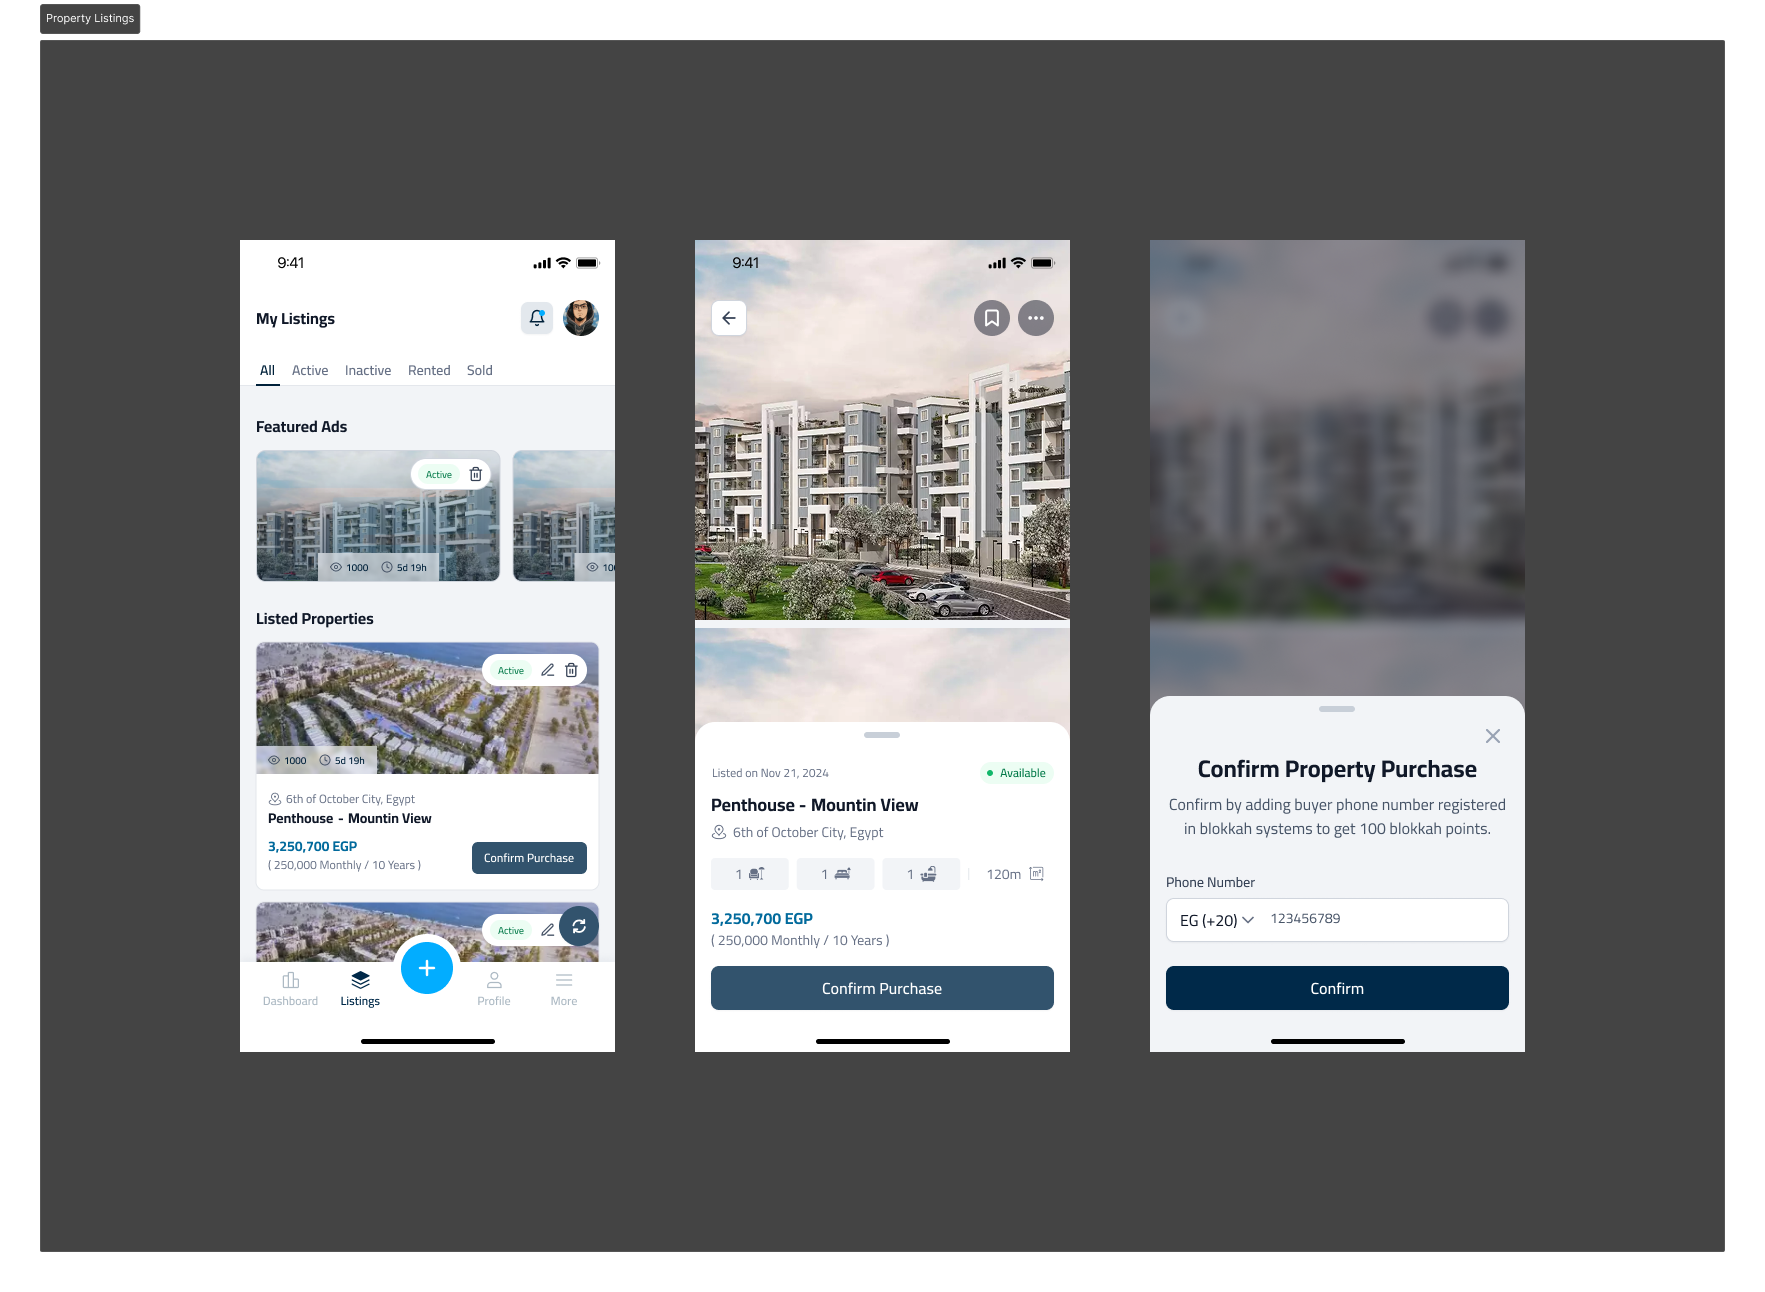 Property Listings
9:41
My Listings
All Active Inactive Rented Sold
Featured Ads
Active
1000 5d 19h
100
Listed Properties
Active
1000 5d 19h
6th of October City, Egypt
Penthouse - Mountin View
3,250,700 EGP
( 250,000 Monthly / 10 Years )
Confirm Purchase
Active
Dashboard Listings Profile More
9:41
Listed on Nov 21, 2024
Available
Penthouse - Mountin View
6th of October City, Egypt
1 1 1 120m m²
3,250,700 EGP
( 250,000 Monthly / 10 Years )
Confirm Purchase
Confirm Property Purchase
Confirm by adding buyer phone number registered
in blokkah systems to get 100 blokkah points.
Phone Number
EG (+20) 123456789
Confirm